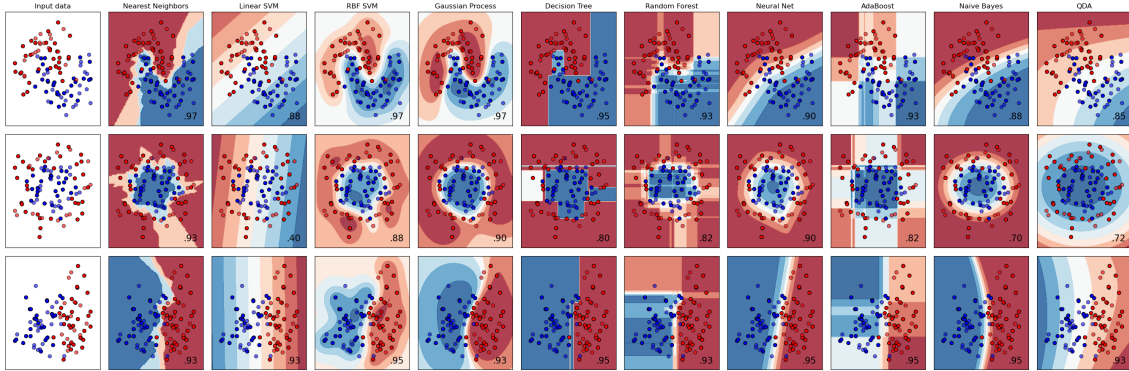 Input data Nearest Neighbors Linear SVM RBF SVM Gaussian Process Decision Tree Random Forest Neural Net AdaBoost Naive Bayes QDA
.97 .88 .97 .97 .95 .93 .90 .93 .88 .85
.93 .40 .88 .90 .80 .82 .90 .82 .70 .72
.93 .93 .95 .93 .95 .95 .95 .95 .95 .93